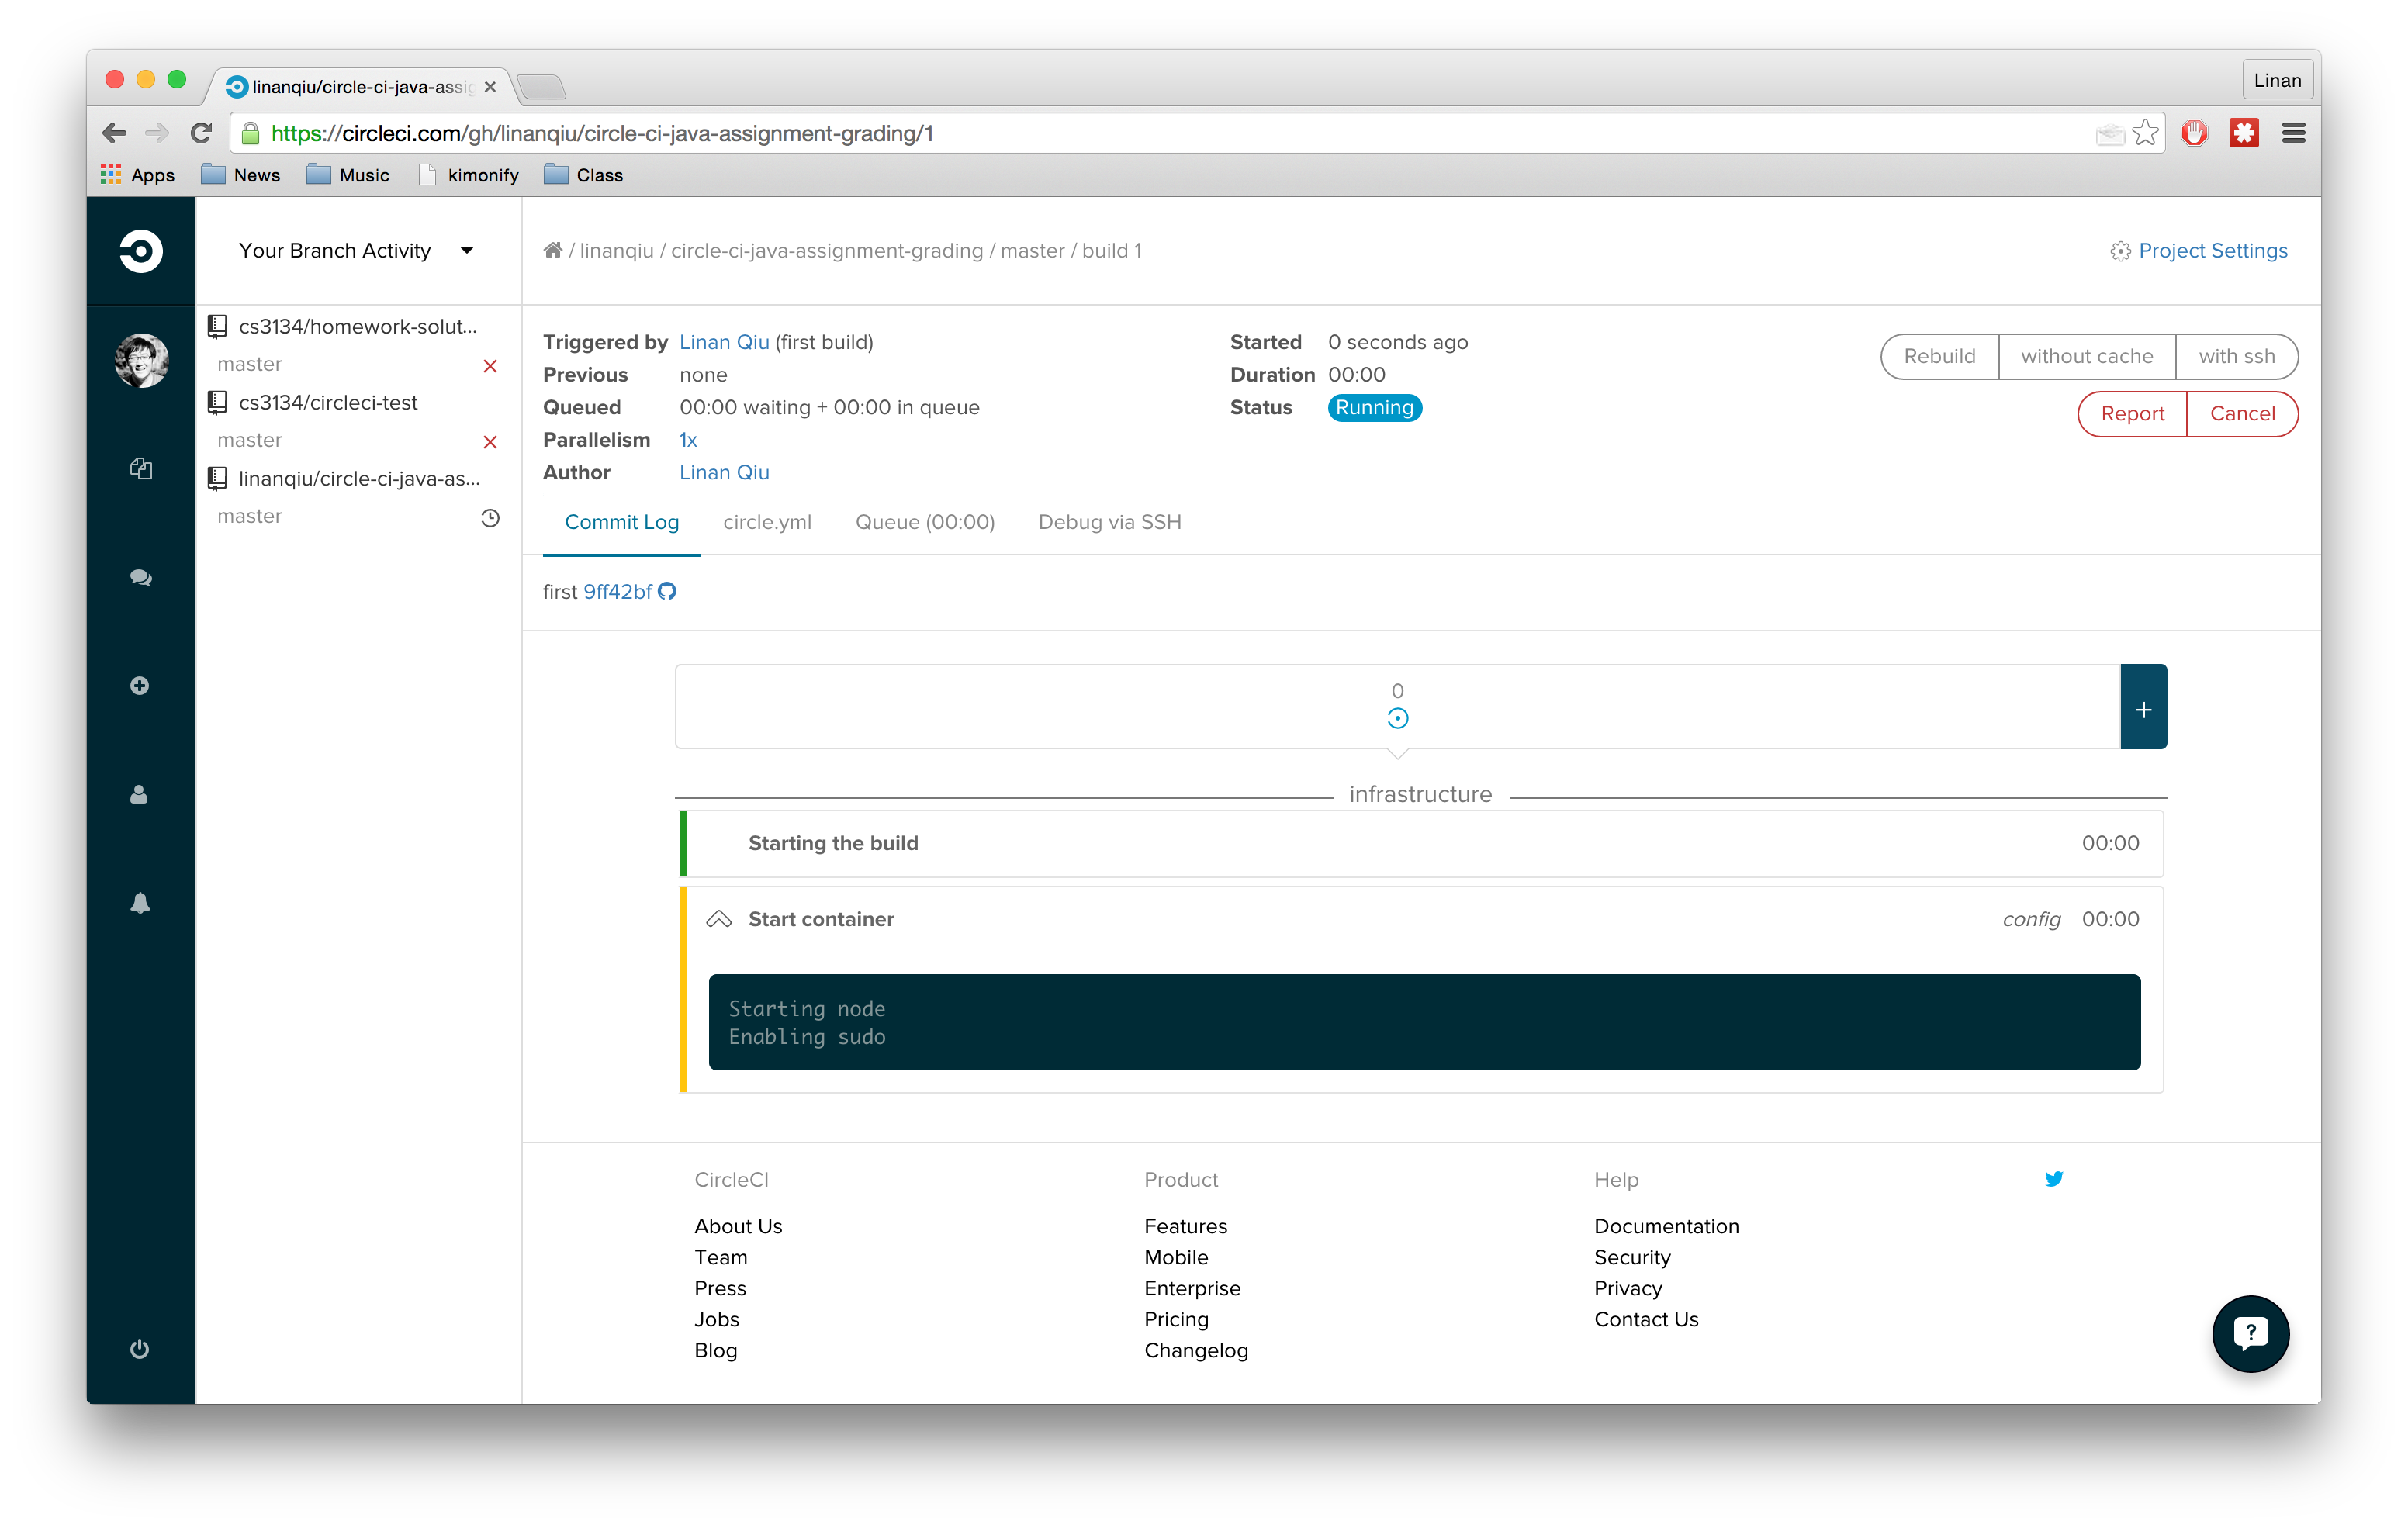 linanqiu/circle-ci-java-assig
Linan
https://circleci.com/gh/linanqiu/circle-ci-java-assignment-grading/1
Apps News Music kimonify Class
Your Branch Activity
/ linanqiu / circle-ci-java-assignment-grading / master / build 1
Project Settings
cs3134/homework-solut...
master
cs3134/circleci-test
master
linanqiu/circle-ci-java-as...
master
Triggered by Linan Qiu (first build)
Previous none
Queued 00:00 waiting + 00:00 in queue
Parallelism 1x
Author Linan Qiu
Started 0 seconds ago
Duration 00:00
Status Running
Rebuild without cache with ssh
Report Cancel
Commit Log circle.yml Queue (00:00) Debug via SSH
first 9ff42bf
0
+
infrastructure
Starting the build 00:00
Start container config 00:00
Starting node
Enabling sudo
CircleCI
About Us
Team
Press
Jobs
Blog
Product
Features
Mobile
Enterprise
Pricing
Changelog
Help
Documentation
Security
Privacy
Contact Us
?